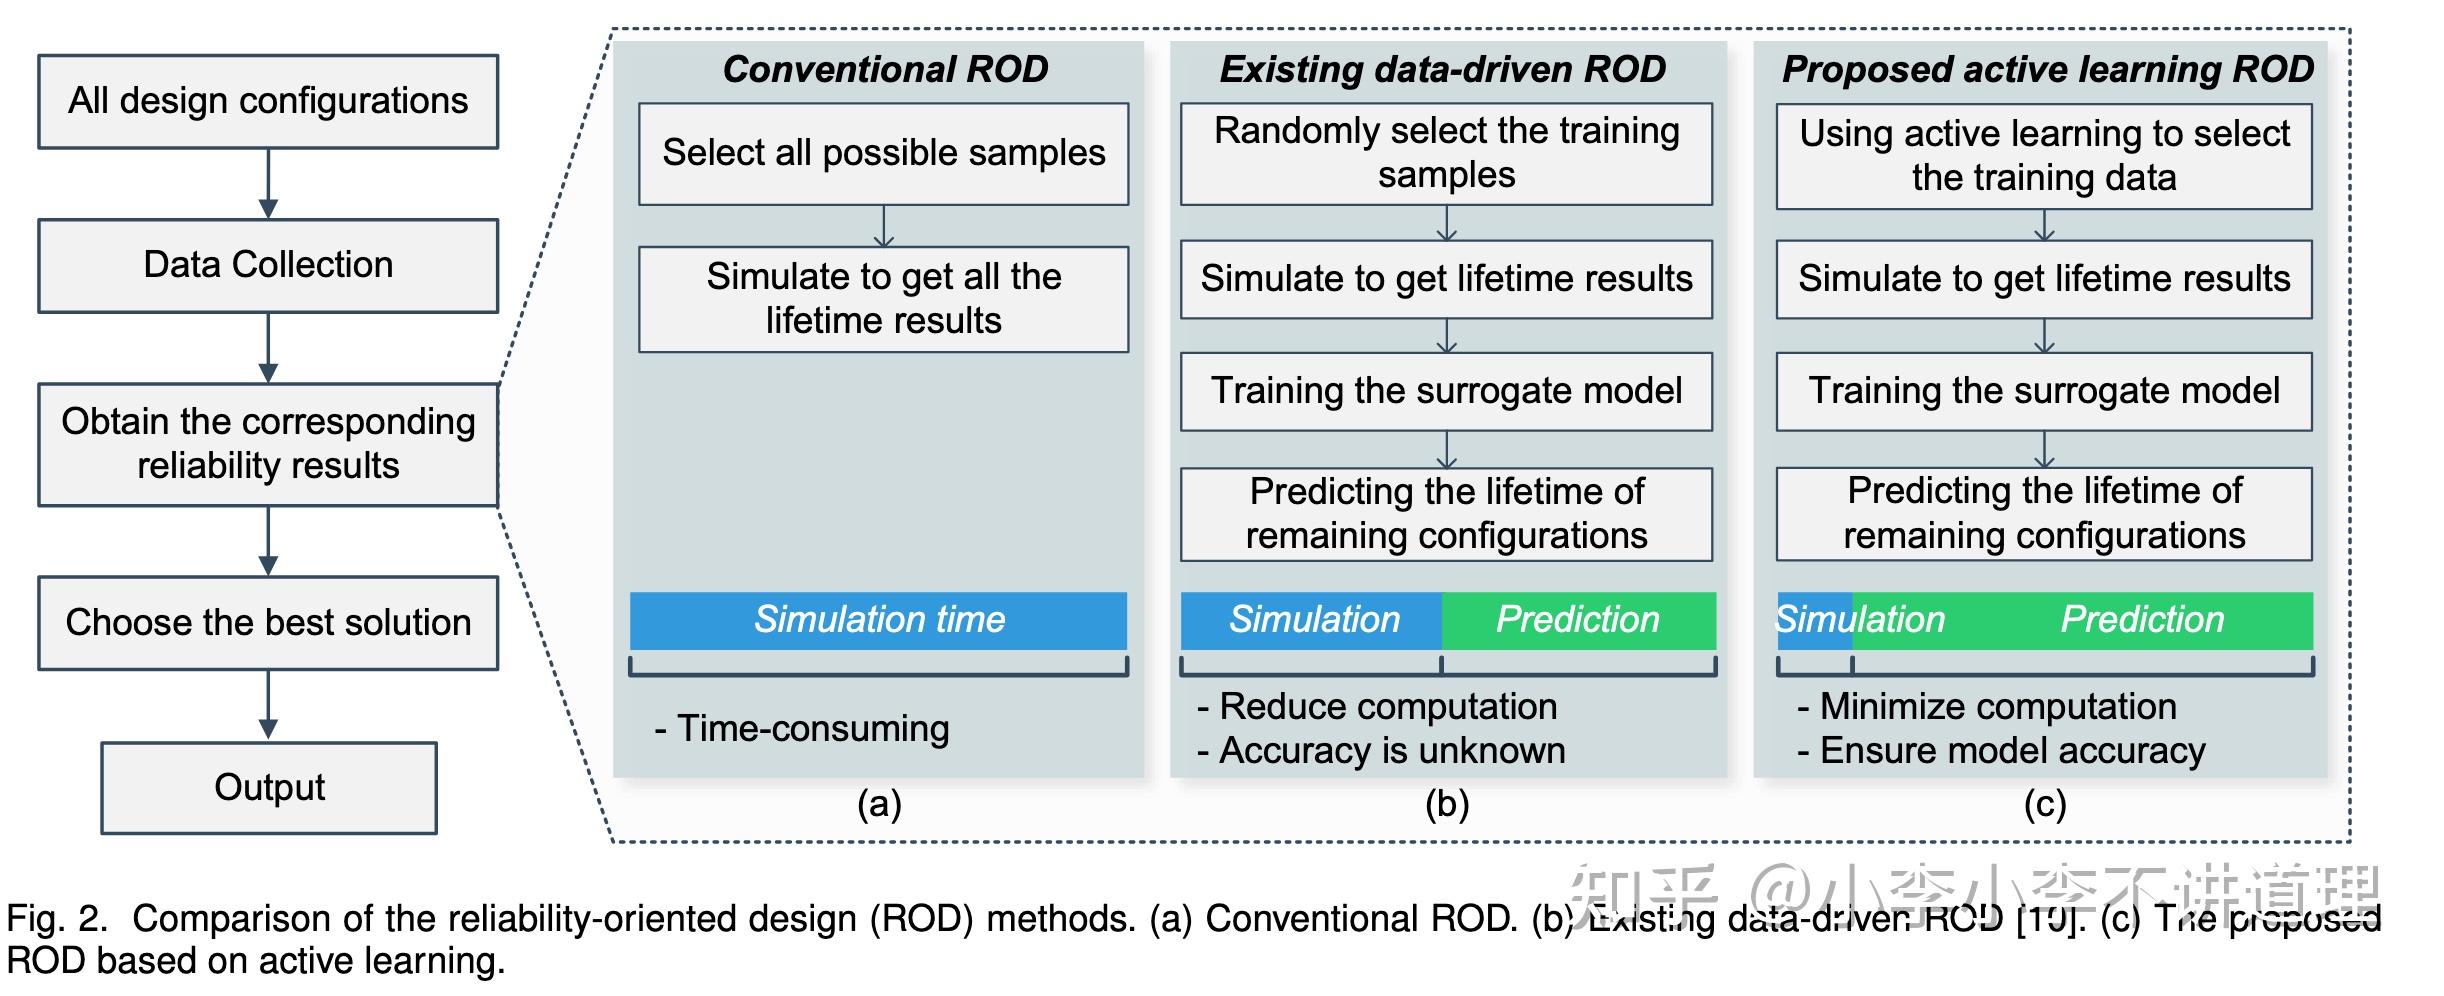 All design configurations
Data Collection
Obtain the corresponding
reliability results
Choose the best solution
Output
Conventional ROD
Select all possible samples
Simulate to get all the
lifetime results
Simulation time
- Time-consuming
(a)
Existing data-driven ROD
Randomly select the training
samples
Simulate to get lifetime results
Training the surrogate model
Predicting the lifetime of
remaining configurations
Simulation Prediction
- Reduce computation
- Accuracy is unknown
(b)
Proposed active learning ROD
Using active learning to select
the training data
Simulate to get lifetime results
Training the surrogate model
Predicting the lifetime of
remaining configurations
Simulation Prediction
- Minimize computation
- Ensure model accuracy
(c)
知乎 @小李小李不讲道理
Fig. 2. Comparison of the reliability-oriented design (ROD) methods. (a) Conventional ROD. (b) Existing data-driven ROD [10]. (c) The proposed
ROD based on active learning.